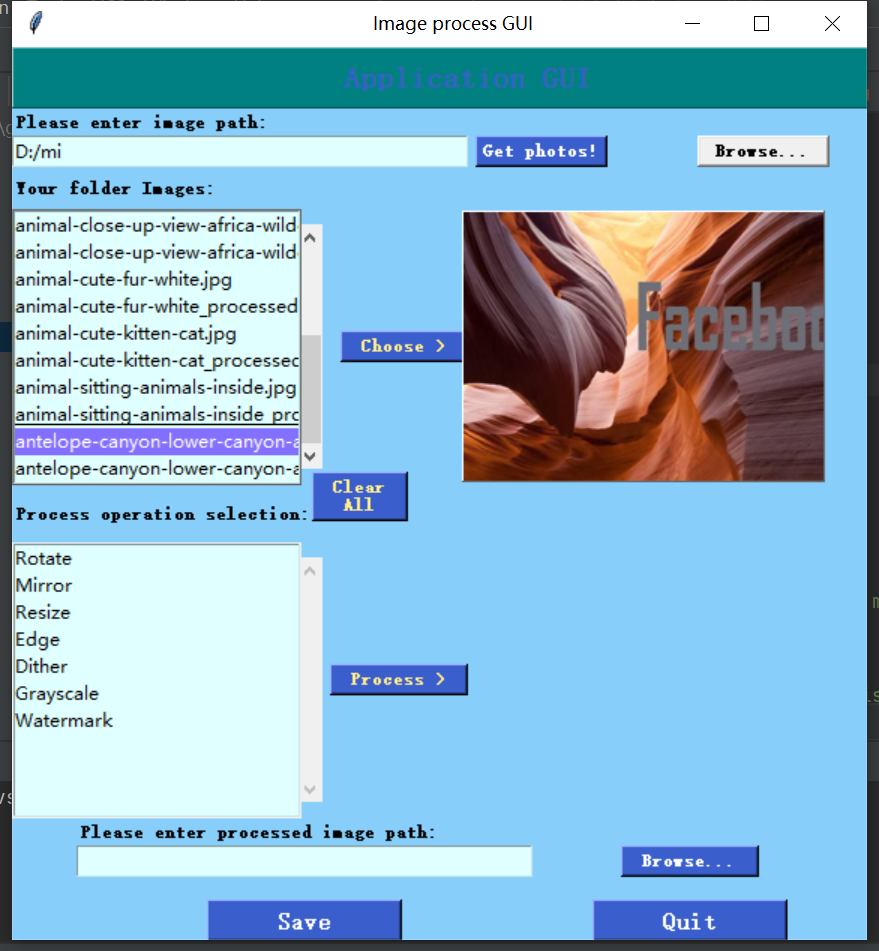 Image process GUI
Application GUI
Please enter image path:
D:/mi
Get photos!
Browse...
Your folder Images:
animal-close-up-view-africa-wild
animal-close-up-view-africa-wild
animal-cute-fur-white.jpg
animal-cute-fur-white_processed
animal-cute-kitten-cat.jpg
animal-cute-kitten-cat_processed
animal-sitting-animals-inside.jpg
animal-sitting-animals-inside_pro
antelope-canyon-lower-canyon-a
antelope-canyon-lower-canyon-a
Choose >
Faceboo
Clear
All
Process operation selection:
Rotate
Mirror
Resize
Edge
Dither
Grayscale
Watermark
Process >
Please enter processed image path:
Browse...
Save
Quit